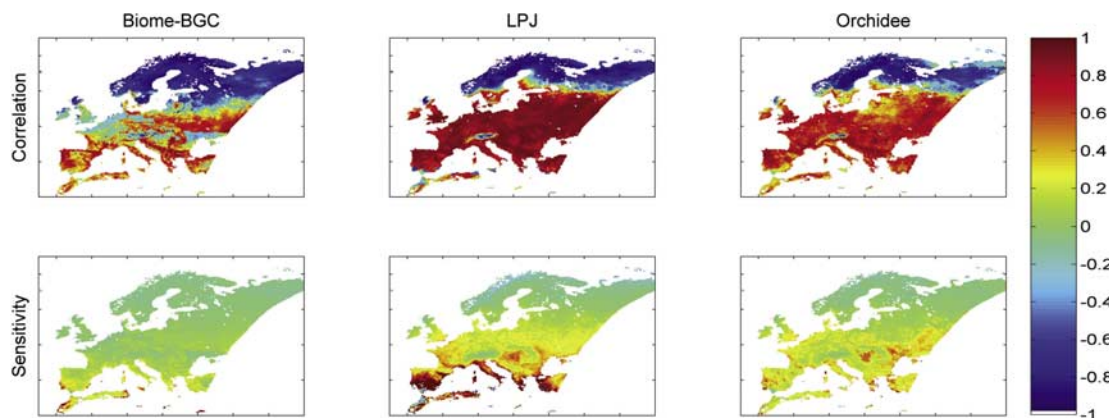 Biome-BGC
LPJ
Orchidee
Correlation
Sensitivity
1
0.8
0.6
0.4
0.2
0
-0.2
-0.4
-0.6
-0.8
-1